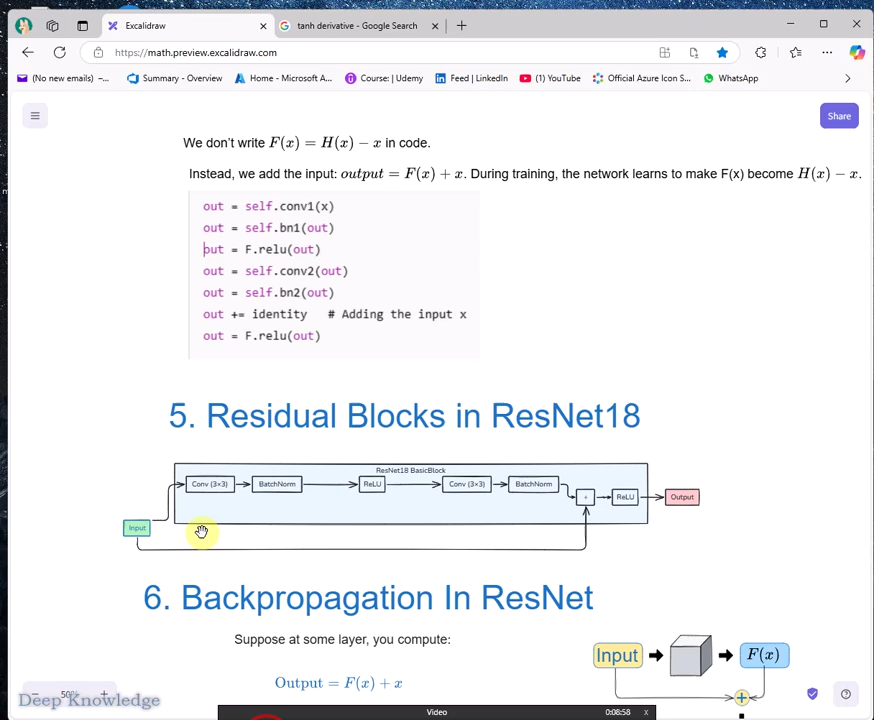 Excalidraw
tanh derivative - Google Search
https://math.preview.excalidraw.com
(No new emails) –...
Summary - Overview
Home - Microsoft A...
Course: | Udemy
Feed | LinkedIn
(1) YouTube
Official Azure Icon S...
WhatsApp
Share
We don't write F(x) = H(x) − x in code.
Instead, we add the input: output = F(x) + x. During training, the network learns to make F(x) become H(x) − x.
out = self.conv1(x)
out = self.bn1(out)
out = F.relu(out)
out = self.conv2(out)
out = self.bn2(out)
out += identity # Adding the input x
out = F.relu(out)
5. Residual Blocks in ResNet18
ResNet18 BasicBlock
Conv (3×3)
BatchNorm
ReLU
Conv (3×3)
BatchNorm
+
ReLU
Output
Input
6. Backpropagation In ResNet
Suppose at some layer, you compute:
Output = F(x) + x
Input
F(x)
+
− 50% +
Deep Knowledge
Video
0:08:58
x